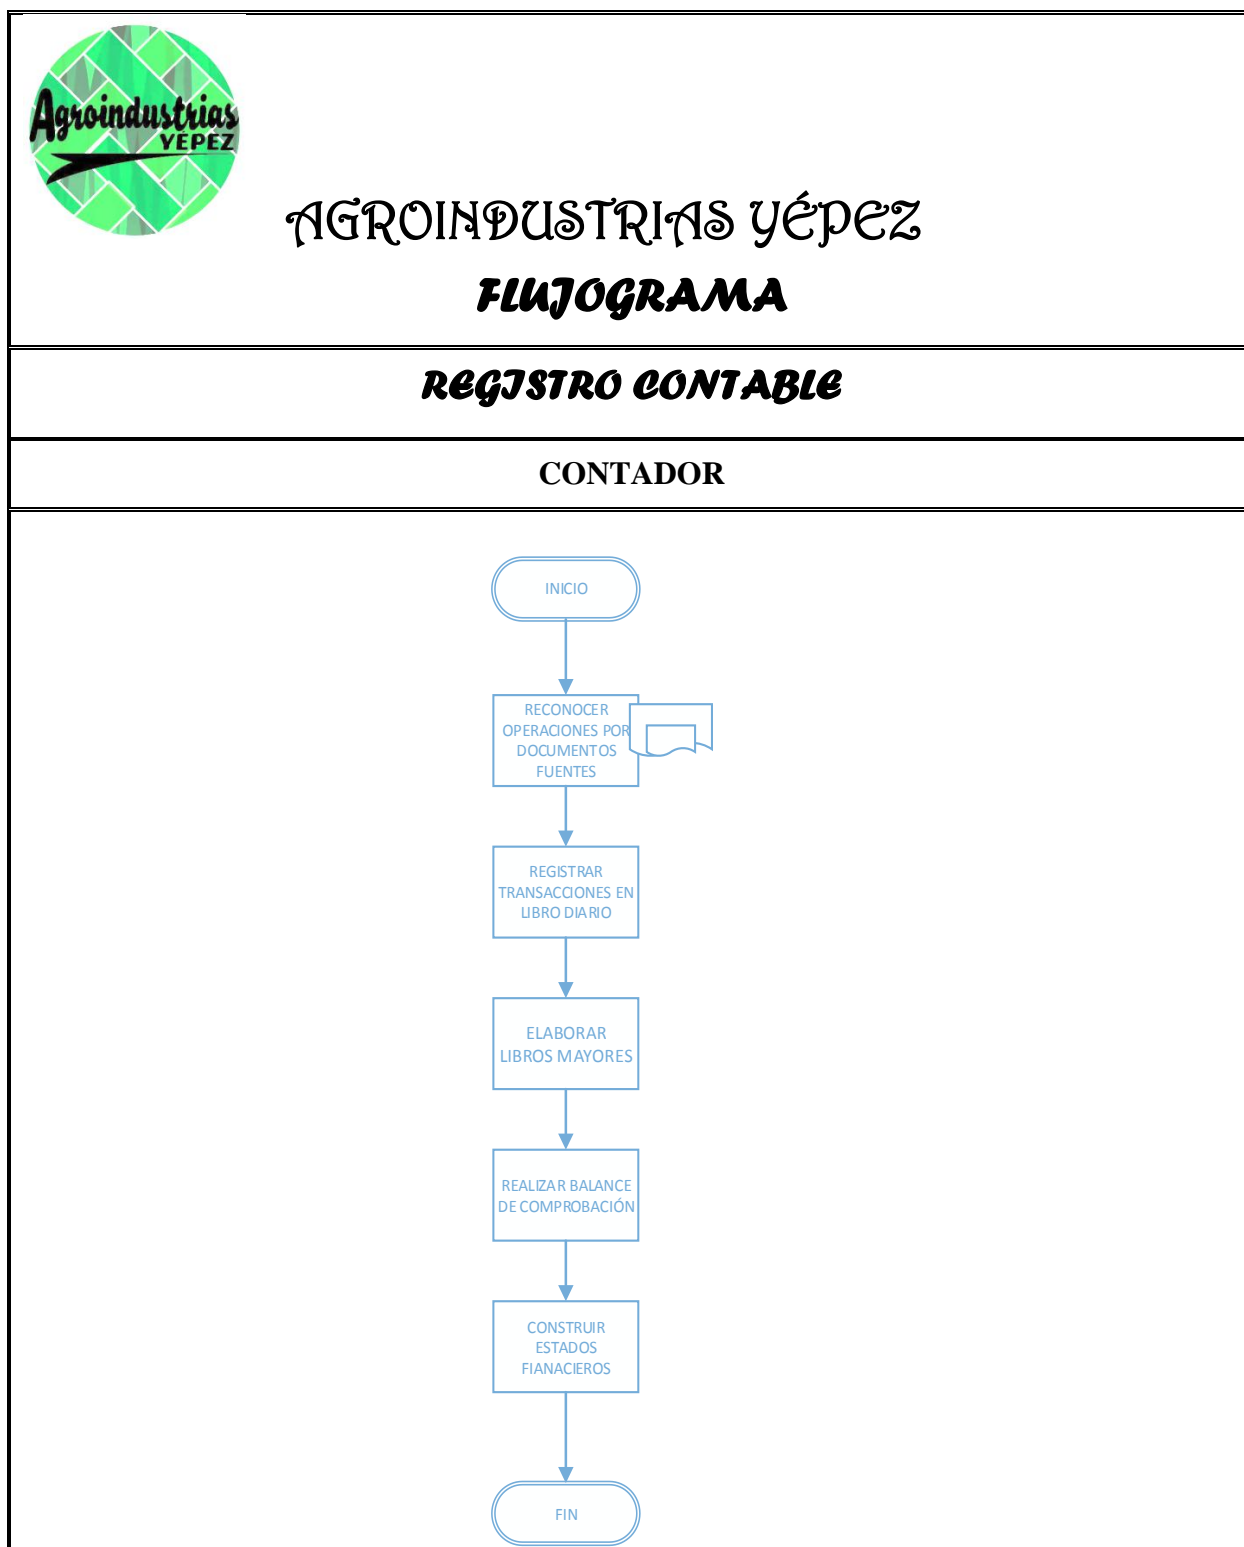 Agroindustrias
YÉPEZ
AGROINDUSTRIAS YÉPEZ
FLUJOGRAMA
REGISTRO CONTABLE
CONTADOR
INICIO
RECONOCER
OPERACIONES POR
DOCUMENTOS
FUENTES
REGISTRAR
TRANSACCIONES EN
LIBRO DIARIO
ELABORAR
LIBROS MAYORES
REALIZAR BALANCE
DE COMPROBACIÓN
CONSTRUIR
ESTADOS
FIANACIEROS
FIN